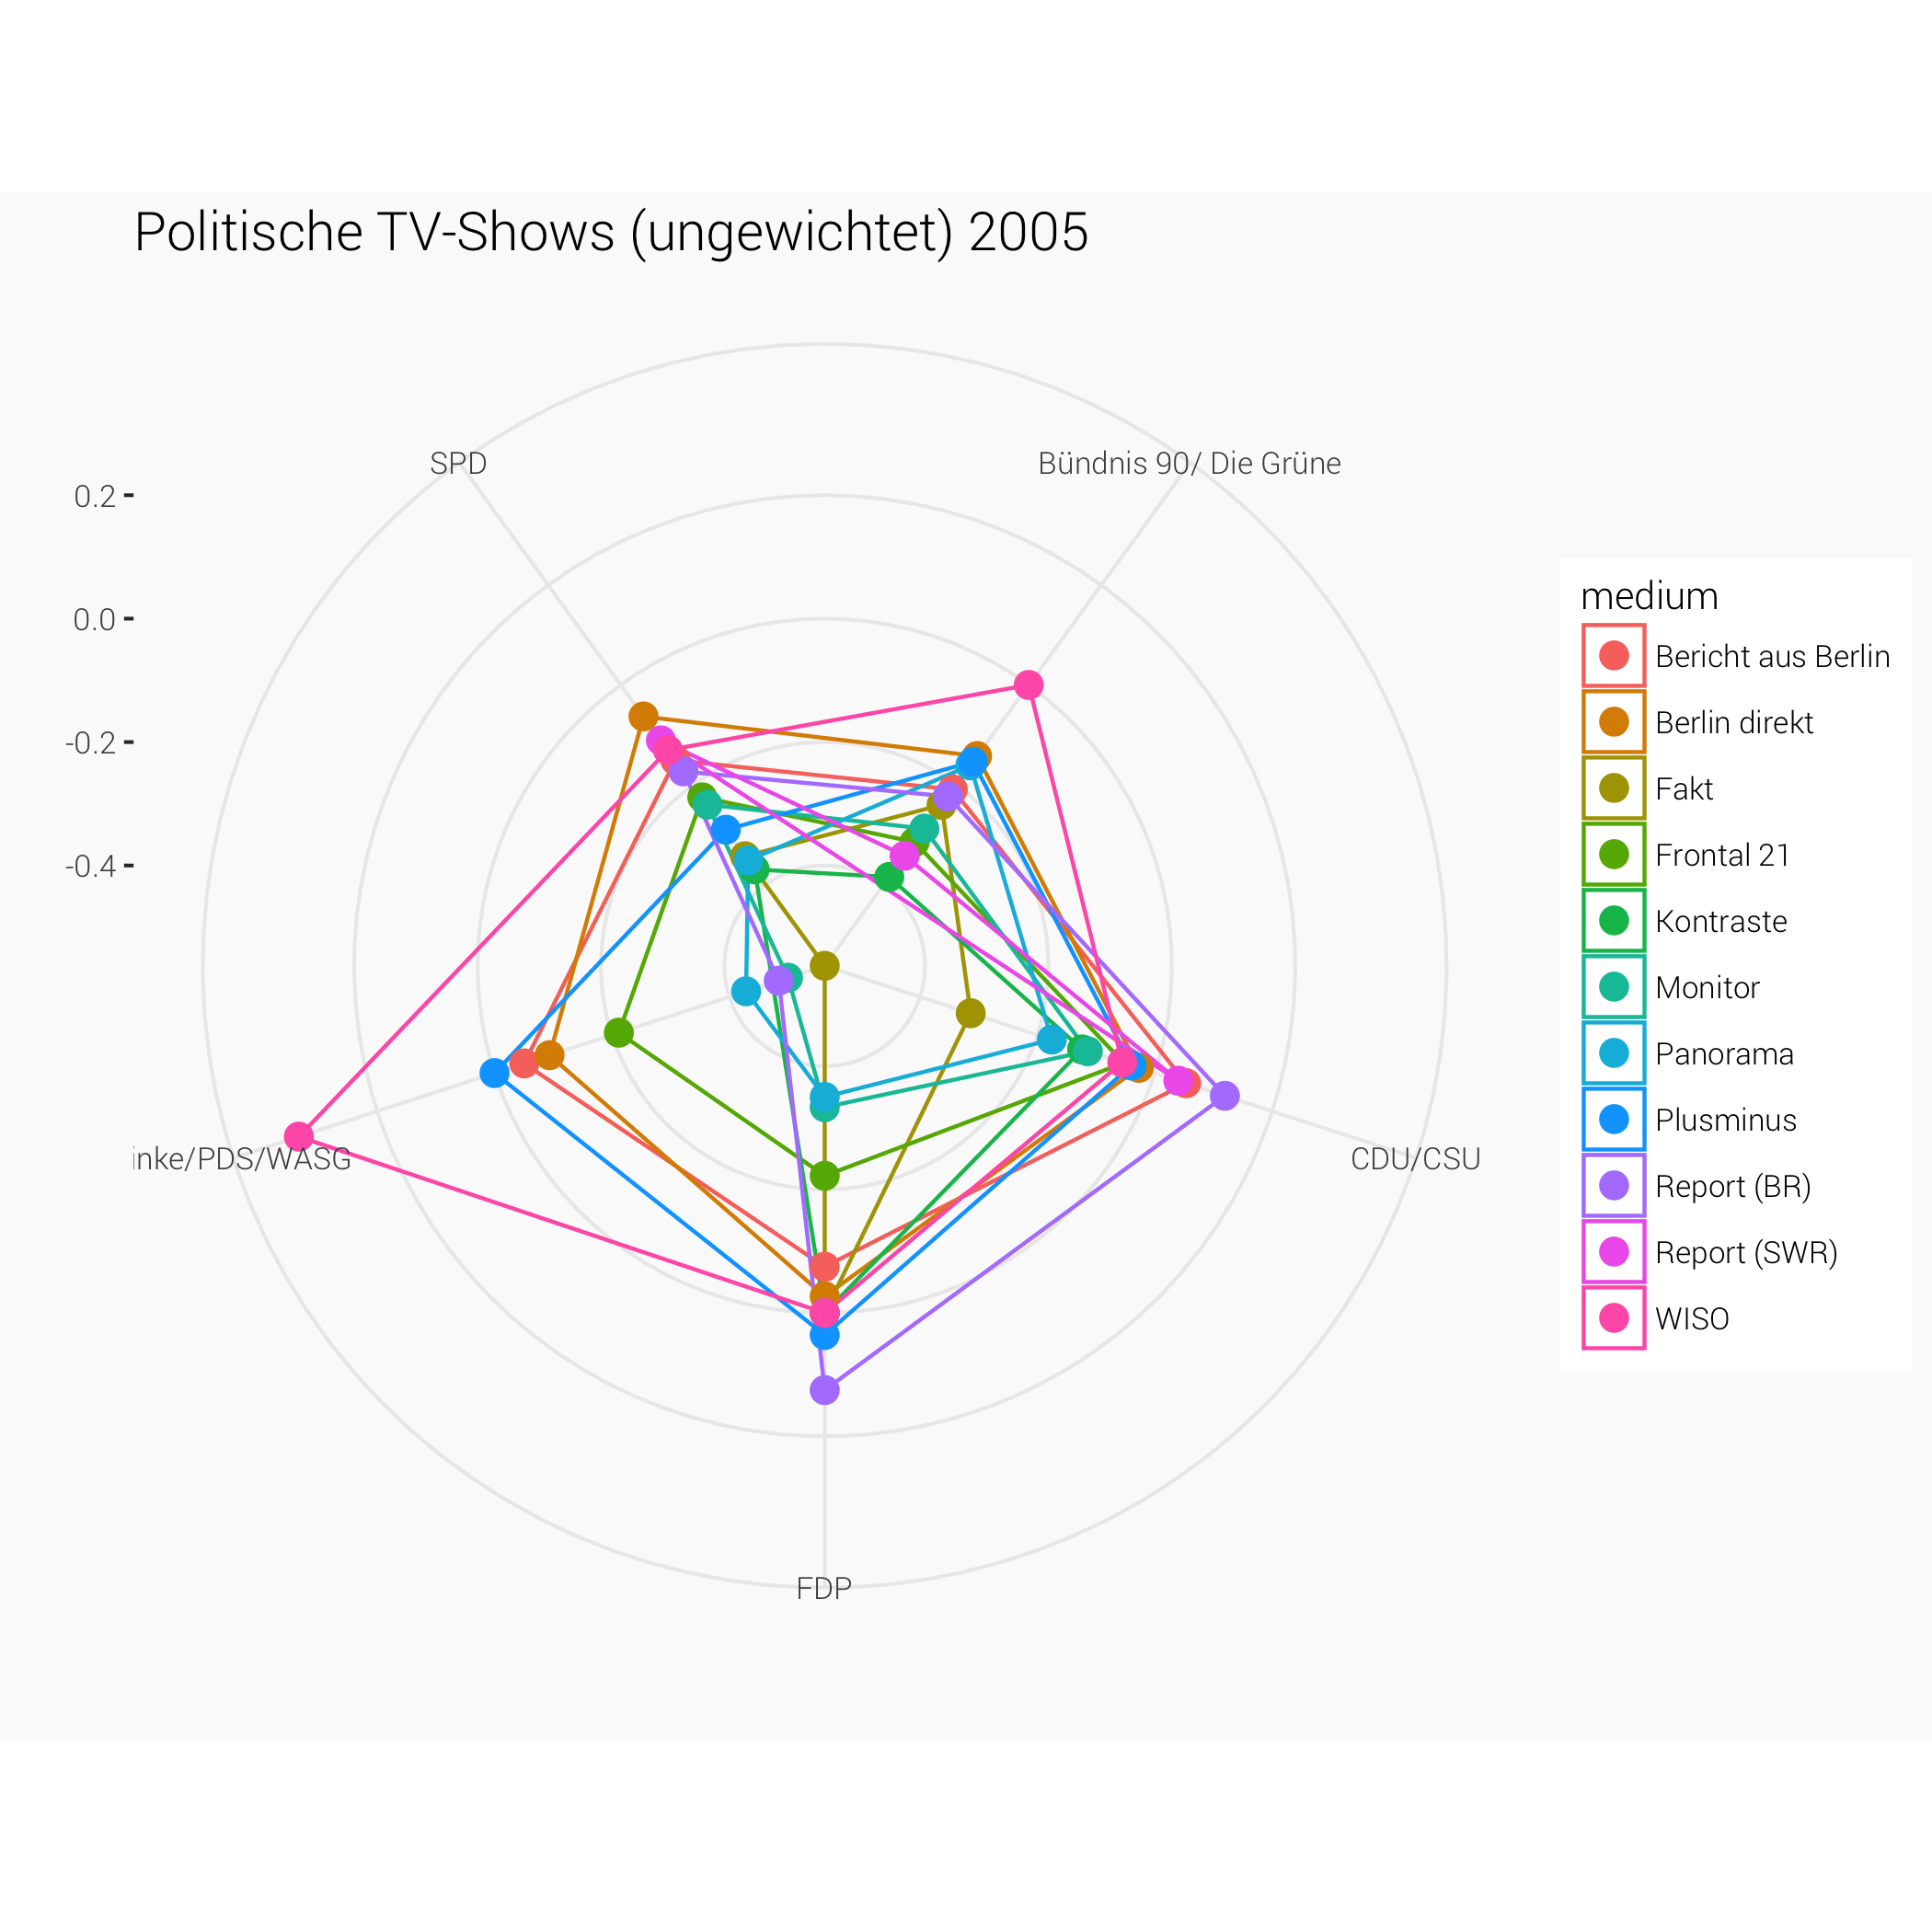 Politische TV-Shows (ungewichtet) 2005
SPD
Bündnis 90/ Die Grüne
0.2
0.0
-0.2
-0.4
inke/PDS/WASG
CDU/CSU
FDP
medium
Bericht aus Berlin
Berlin direkt
Fakt
Frontal 21
Kontraste
Monitor
Panorama
Plusminus
Report (BR)
Report (SWR)
WISO